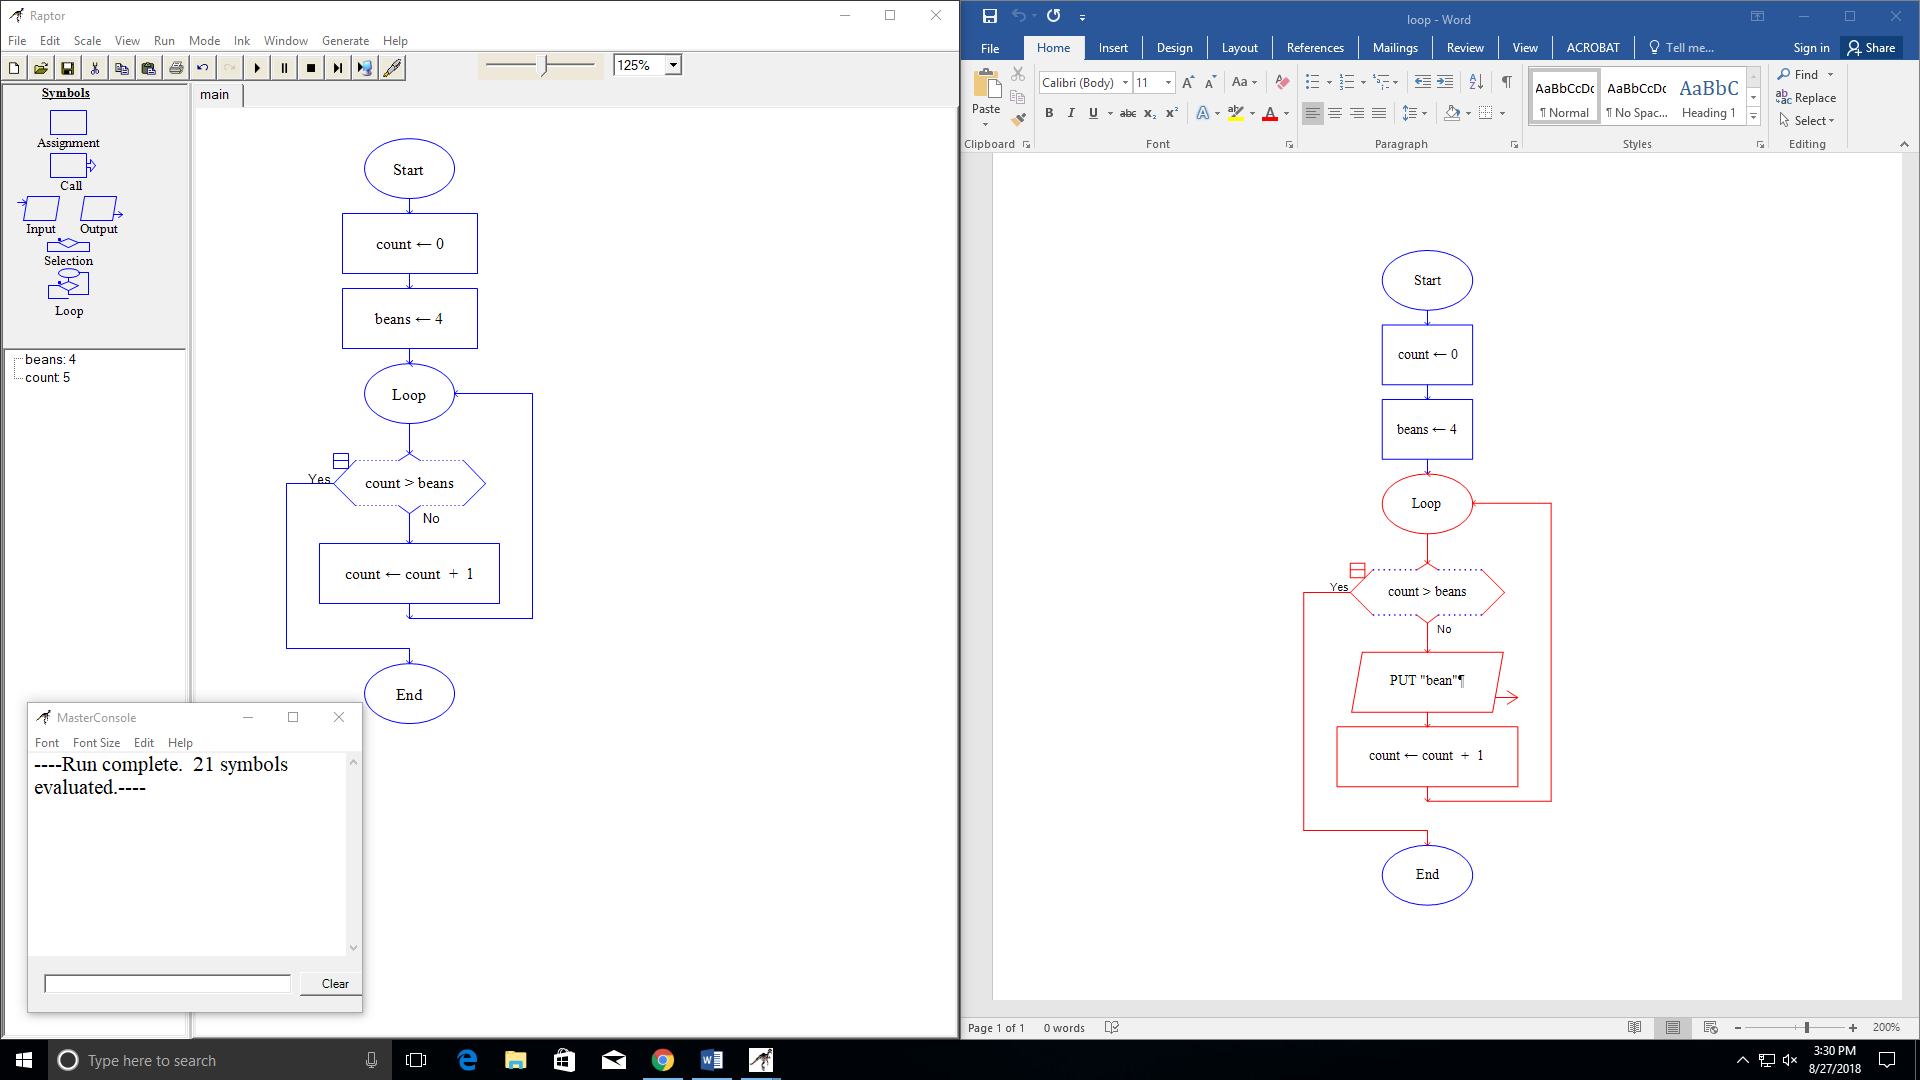 Raptor
File Edit Scale View Run Mode Ink Window Generate Help
125%
Symbols
Assignment
Call
Input Output
Selection
Loop
beans: 4
count: 5
main
Start
count ← 0
beans ← 4
Loop
Yes
count > beans
No
count ← count + 1
End
MasterConsole
Font Font Size Edit Help
----Run complete. 21 symbols
evaluated.----
Clear
loop - Word
File Home Insert Design Layout References Mailings Review View ACROBAT Tell me... Sign in Share
Paste
Clipboard
Calibri (Body) 11
B I U abc x₂ x²
Font
Paragraph
AaBbCcDc AaBbCcDc AaBbC
¶ Normal ¶ No Spac... Heading 1
Styles
Find
Replace
Select
Editing
Start
count ← 0
beans ← 4
Loop
Yes
count > beans
No
PUT "bean"¶
count ← count + 1
End
Page 1 of 1 0 words
200%
Type here to search
3:30 PM
8/27/2018